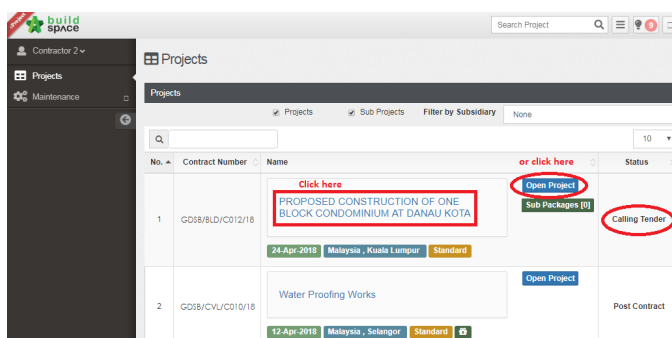 Project
build
space
Search Project
9
Contractor 2
Projects
Projects
Maintenance
Projects
Projects
Sub Projects
Filter by Subsidiary
None
10
No.
Contract Number
Name
or click here
Status
Click here
Open Project
PROPOSED CONSTRUCTION OF ONE
BLOCK CONDOMINIUM AT DANAU KOTA
Sub Packages [0]
1
GDSB/BLD/C012/18
Calling Tender
24-Apr-2018
Malaysia , Kuala Lumpur
Standard
Open Project
Water Proofing Works
2
GDSB/CVL/C010/18
Post Contract
12-Apr-2018
Malaysia , Selangor
Standard